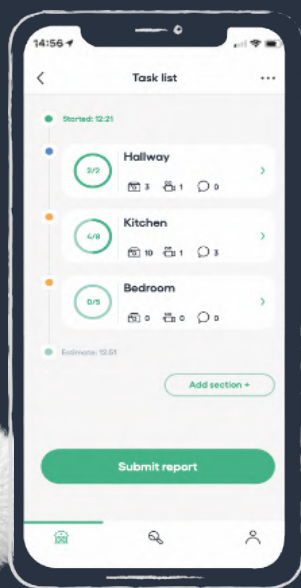 14:56
Task list
Started: 12:21
Hallway
2/2
3 1 0
Kitchen
4/8
10 1 3
Bedroom
0/5
0 0 0
Estimate: 12:51
Add section +
Submit report